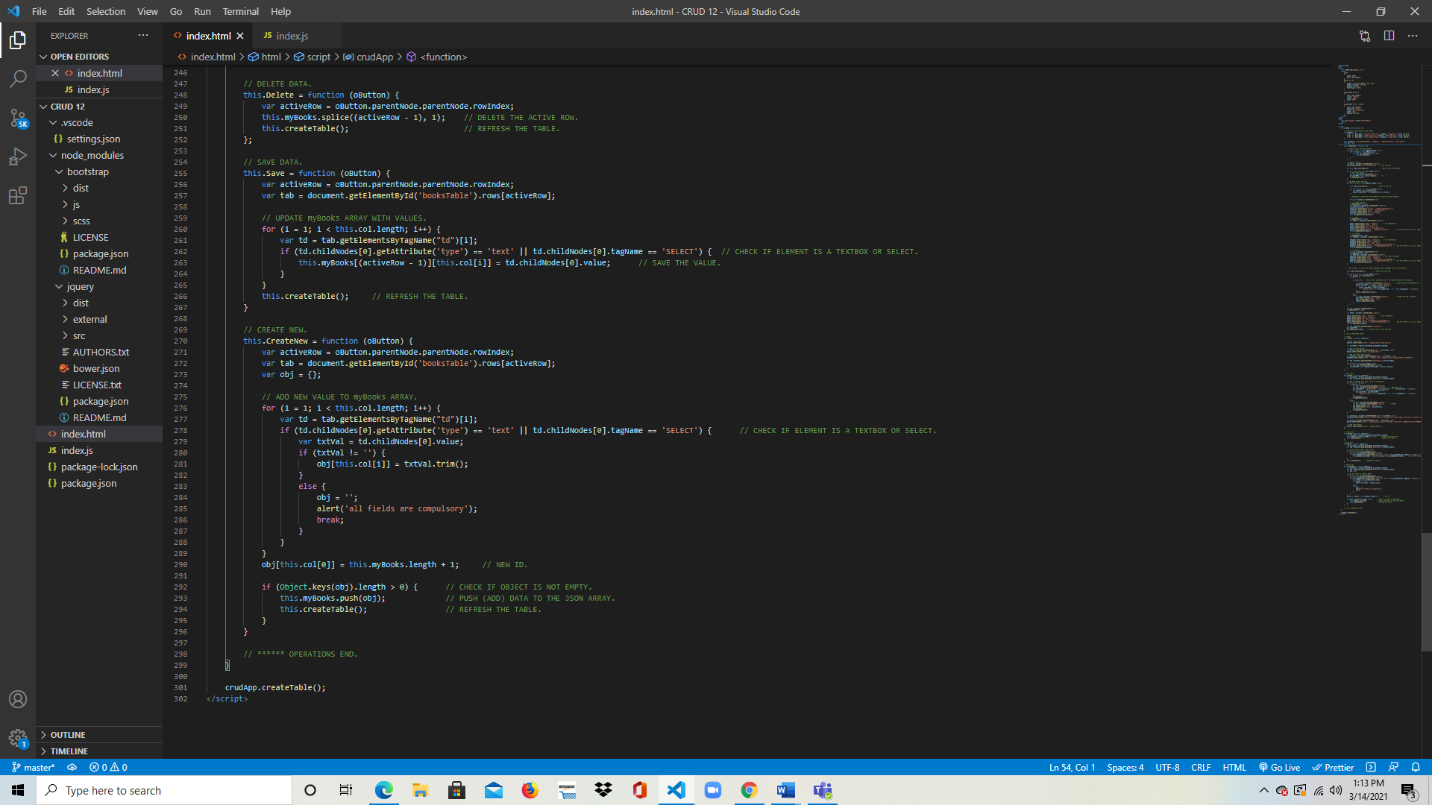 File Edit Selection View Go Run Terminal Help
index.html - CRUD 12 - Visual Studio Code
EXPLORER
OPEN EDITORS
index.html
JS index.js
CRUD 12
.vscode
{} settings.json
node_modules
bootstrap
dist
js
scss
LICENSE
{} package.json
README.md
jquery
dist
external
src
AUTHORS.txt
bower.json
LICENSE.txt
{} package.json
README.md
index.html
JS index.js
{} package-lock.json
{} package.json
OUTLINE
TIMELINE
5K
1
index.html
JS index.js
index.html > html > script > crudApp > <function>
246
247 // DELETE DATA.
248 this.Delete = function (oButton) {
249 var activeRow = oButton.parentNode.parentNode.rowIndex;
250 this.myBooks.splice((activeRow - 1), 1); // DELETE THE ACTIVE ROW.
251 this.createTable(); // REFRESH THE TABLE.
252 };
253
254 // SAVE DATA.
255 this.Save = function (oButton) {
256 var activeRow = oButton.parentNode.parentNode.rowIndex;
257 var tab = document.getElementById('booksTable').rows[activeRow];
258
259 // UPDATE myBooks ARRAY WITH VALUES.
260 for (i = 1; i < this.col.length; i++) {
261 var td = tab.getElementsByTagName("td")[i];
262 if (td.childNodes[0].getAttribute('type') == 'text' || td.childNodes[0].tagName == 'SELECT') { // CHECK IF ELEMENT IS A TEXTBOX OR SELECT.
263 this.myBooks[(activeRow - 1)][this.col[i]] = td.childNodes[0].value; // SAVE THE VALUE.
264 }
265 }
266 this.createTable(); // REFRESH THE TABLE.
267 }
268
269 // CREATE NEW.
270 this.CreateNew = function (oButton) {
271 var activeRow = oButton.parentNode.parentNode.rowIndex;
272 var tab = document.getElementById('booksTable').rows[activeRow];
273 var obj = {};
274
275 // ADD NEW VALUE TO myBooks ARRAY.
276 for (i = 1; i < this.col.length; i++) {
277 var td = tab.getElementsByTagName("td")[i];
278 if (td.childNodes[0].getAttribute('type') == 'text' || td.childNodes[0].tagName == 'SELECT') { // CHECK IF ELEMENT IS A TEXTBOX OR SELECT.
279 var txtVal = td.childNodes[0].value;
280 if (txtVal != '') {
281 obj[this.col[i]] = txtVal.trim();
282 }
283 else {
284 obj = '';
285 alert('all fields are compulsory');
286 break;
287 }
288 }
289 }
290 obj[this.col[0]] = this.myBooks.length + 1; // NEW ID.
291
292 if (Object.keys(obj).length > 0) { // CHECK IF OBJECT IS NOT EMPTY.
293 this.myBooks.push(obj); // PUSH (ADD) DATA TO THE JSON ARRAY.
294 this.createTable(); // REFRESH THE TABLE.
295 }
296 }
297
298 // ****** OPERATIONS END.
299 }
300
301 crudApp.createTable();
302 </script>
master* 0 0
Ln 54, Col 1 Spaces: 4 UTF-8 CRLF HTML Go Live Prettier
Type here to search
1:13 PM
3/14/2021
3